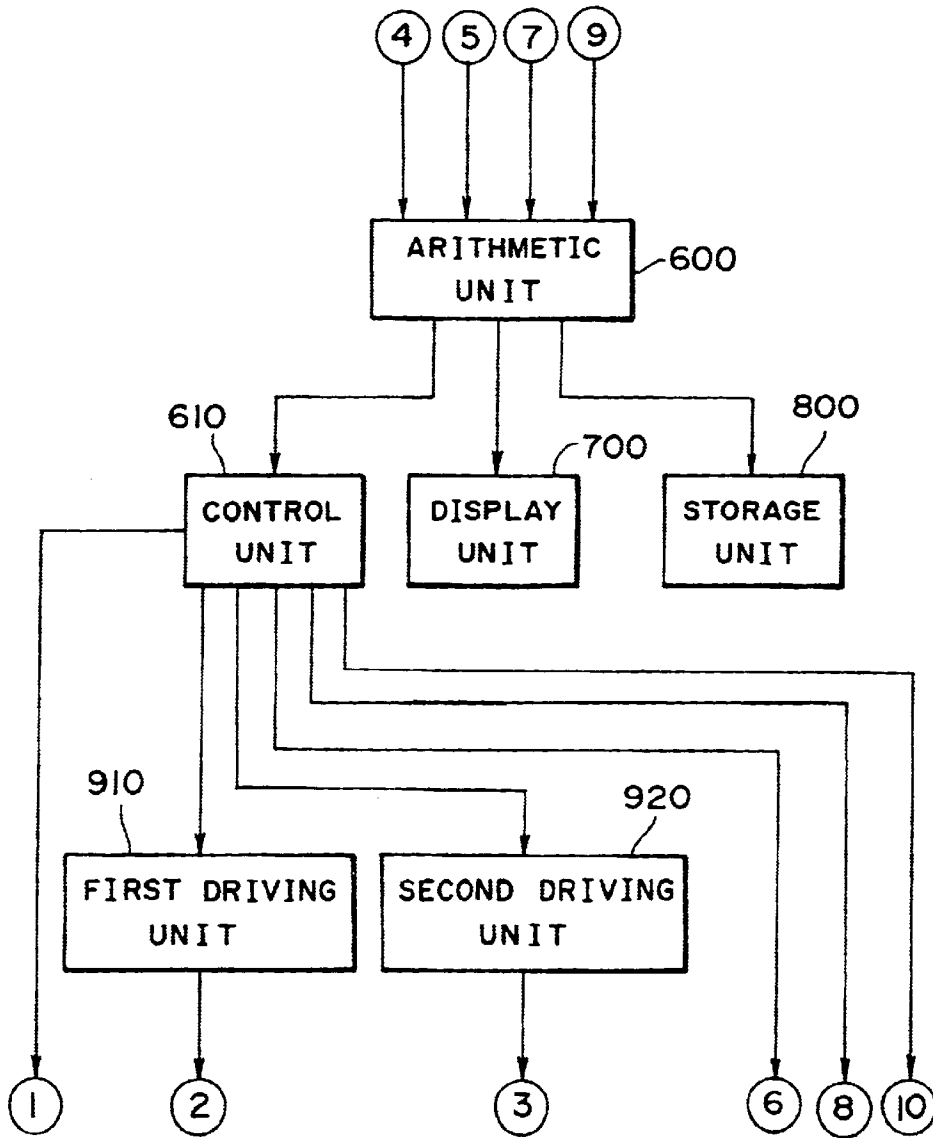 4 5 7 9
ARITHMETIC
UNIT
600
610
700
800
CONTROL
UNIT
DISPLAY
UNIT
STORAGE
UNIT
910
920
FIRST DRIVING
UNIT
SECOND DRIVING
UNIT
1 2 3 6 8 10